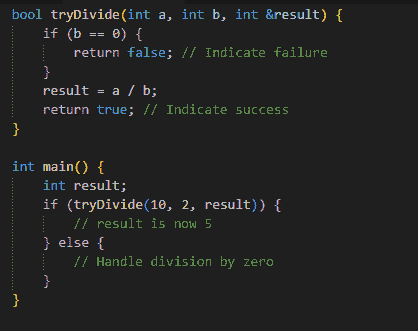 bool tryDivide(int a, int b, int &result) {
    if (b == 0) {
        return false; // Indicate failure
    }
    result = a / b;
    return true; // Indicate success
}

int main() {
    int result;
    if (tryDivide(10, 2, result)) {
        // result is now 5
    } else {
        // Handle division by zero
    }
}